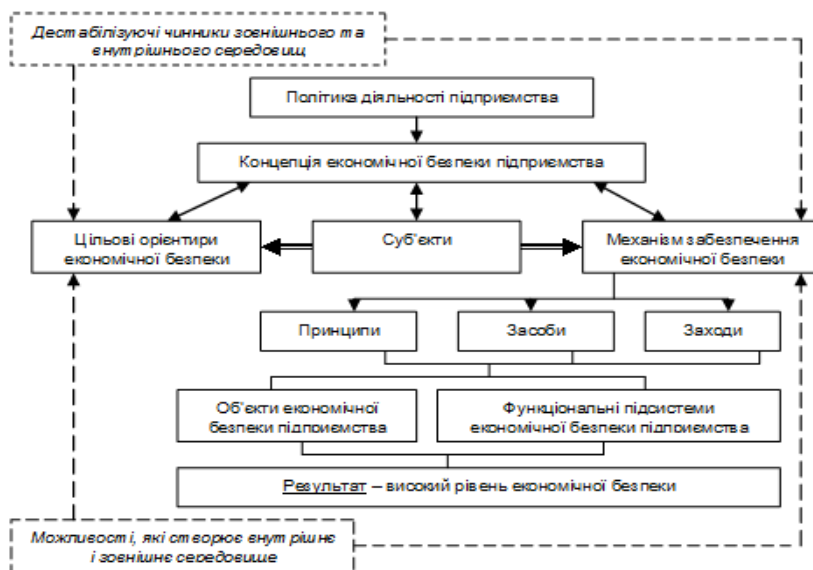 Дестабілізуючі чинники зовнішнього та
внутрішнього середовищ
Політика діяльності підприємства
Концепція економічної безпеки підприємства
Цільові орієнтири
економічної безпеки
Суб'єкти
Механізм забезпечення
економічної безпеки
Принципи
Засоби
Заходи
Об'єкти економічної
безпеки підприємства
Функціональні підсистеми
економічної безпеки підприємства
Результат – високий рівень економічної безпеки
Можливості, які створює внутрішнє
і зовнішнє середовище